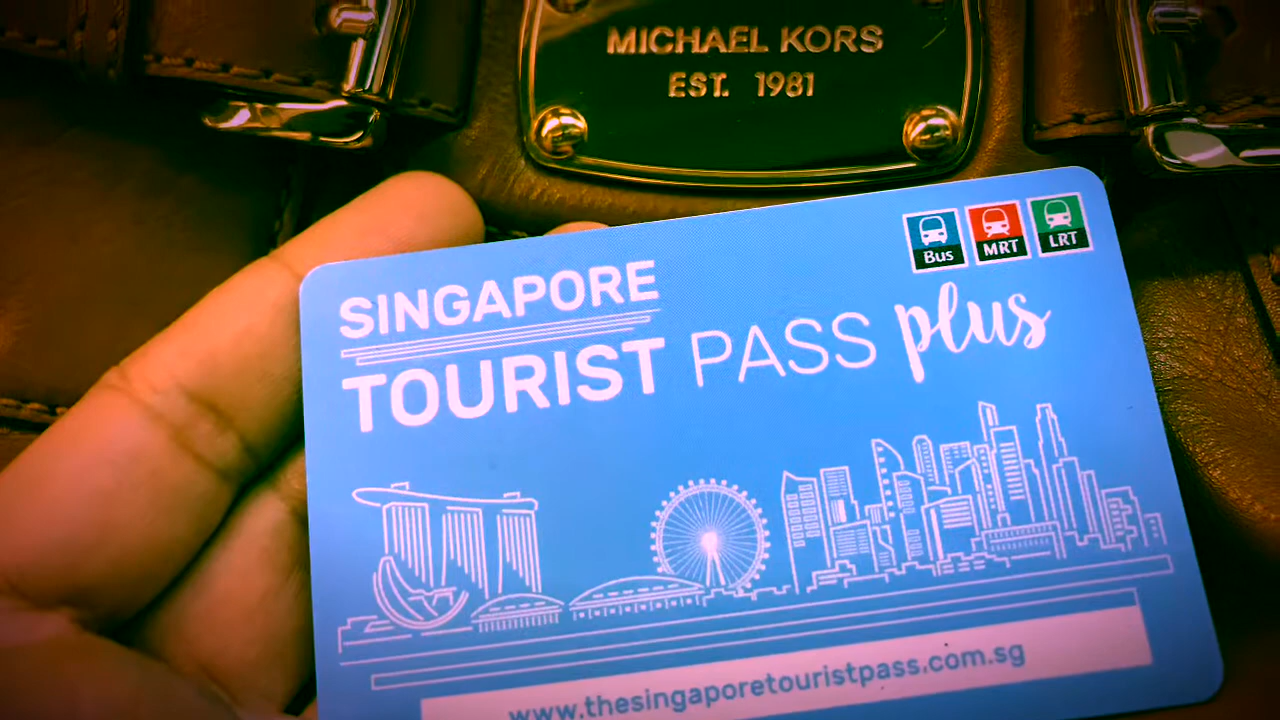 MICHAEL KORS
EST. 1981
Bus MRT LRT
SINGAPORE
TOURIST PASS plus
www.thesingaporetouristpass.com.sg